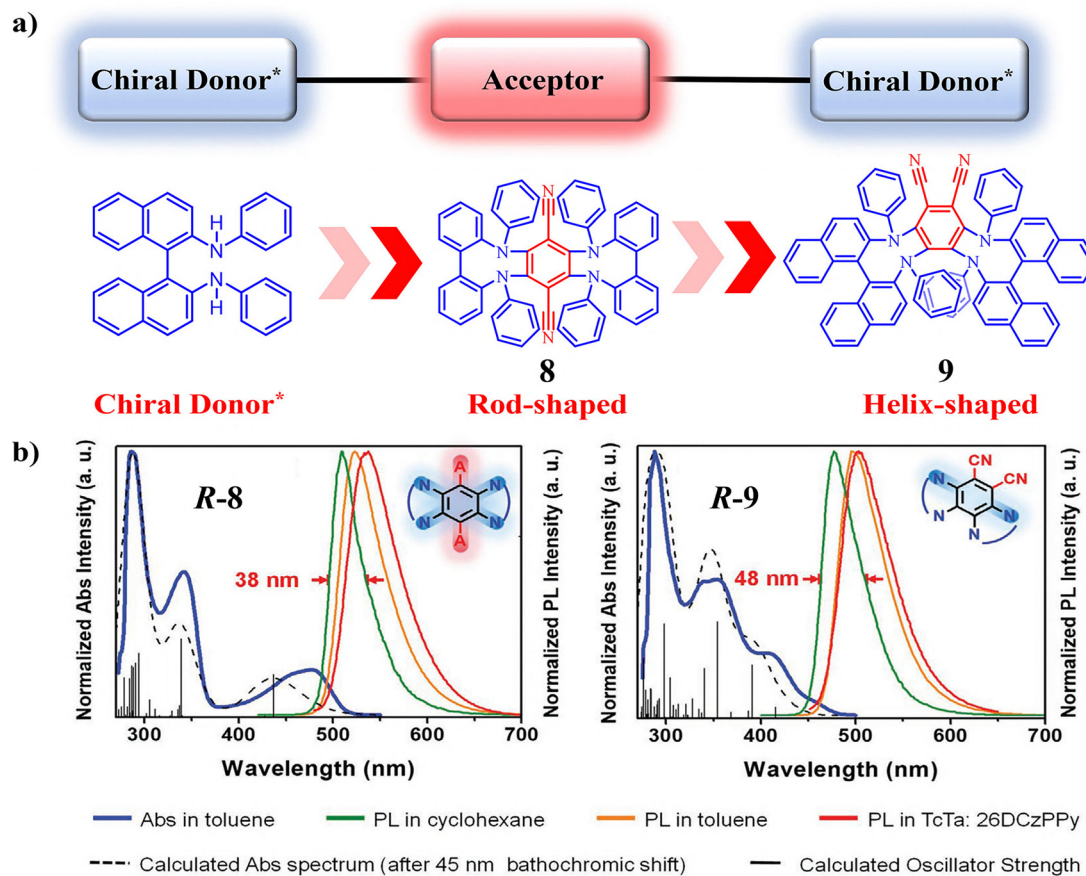 a)
Chiral Donor*
Acceptor
Chiral Donor*
H
N
N
H
N
N
N
N
N
N
8
N
N
N
N
N
N
9
Chiral Donor*
Rod-shaped
Helix-shaped
b)
Normalized Abs Intensity (a. u.)
R-8
38 nm
A
N
N
N
N
A
Normalized PL Intensity (a. u.)
300
400
500
600
700
Wavelength (nm)
Normalized Abs Intensity (a. u.)
R-9
48 nm
CN
CN
N
N
N
N
Normalized PL Intensity (a. u.)
300
400
500
600
700
Wavelength (nm)
Abs in toluene
PL in cyclohexane
PL in toluene
PL in TcTa: 26DCzPPy
Calculated Abs spectrum (after 45 nm bathochromic shift)
Calculated Oscillator Strength